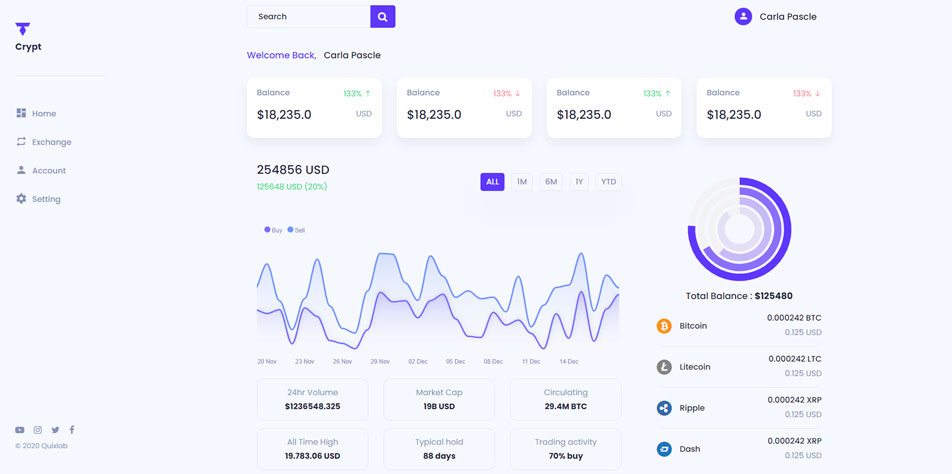 Crypt
Home
Exchange
Account
Setting
© 2020 Quixlab
Search
Carla Pascle
Welcome Back, Carla Pascle
Balance 133% ↑
$18,235.0 USD
Balance 133% ↓
$18,235.0 USD
Balance 133% ↑
$18,235.0 USD
Balance 133% ↓
$18,235.0 USD
254856 USD
125648 USD (20%)
ALL 1M 6M 1Y YTD
Buy Sell
20 Nov 23 Nov 26 Nov 29 Nov 02 Dec 05 Dec 08 Dec 11 Dec 14 Dec
24hr Volume
$1236548.325
Market Cap
19B USD
Circulating
29.4M BTC
All Time High
19.783.06 USD
Typical hold
88 days
Trading activity
70% buy
Total Balance : $125480
Bitcoin
0.000242 BTC
0.125 USD
Litecoin
0.000242 LTC
0.125 USD
Ripple
0.000242 XRP
0.125 USD
Dash
0.000242 XRP
0.125 USD